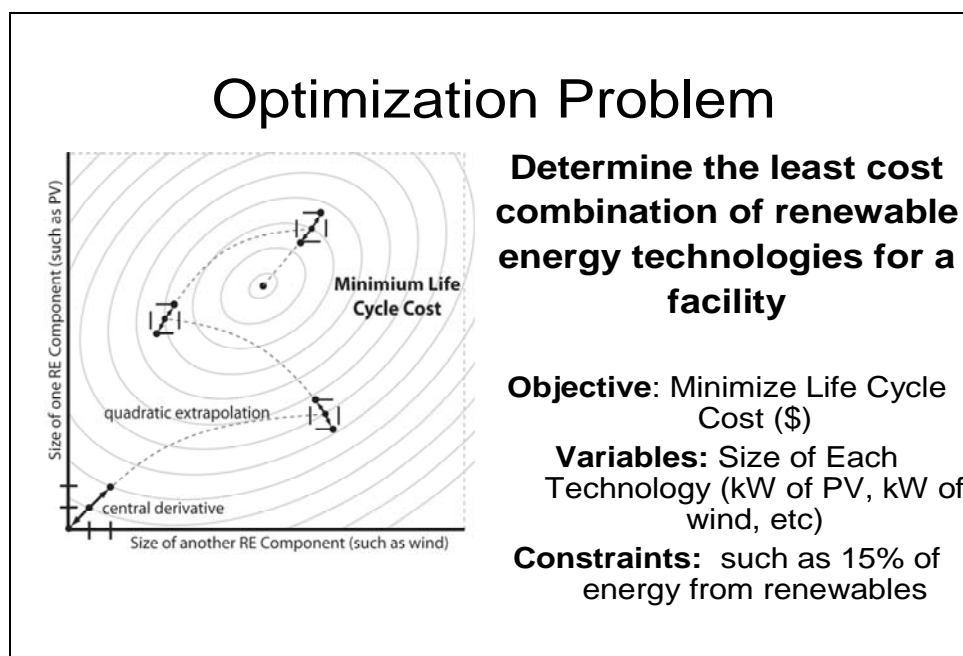 Optimization Problem
Size of one RE Component (such as PV)
Minimium Life
Cycle Cost
quadratic extrapolation
central derivative
Size of another RE Component (such as wind)
Determine the least cost
combination of renewable
energy technologies for a
facility
Objective: Minimize Life Cycle
Cost ($)
Variables: Size of Each
Technology (kW of PV, kW of
wind, etc)
Constraints:  such as 15% of
energy from renewables